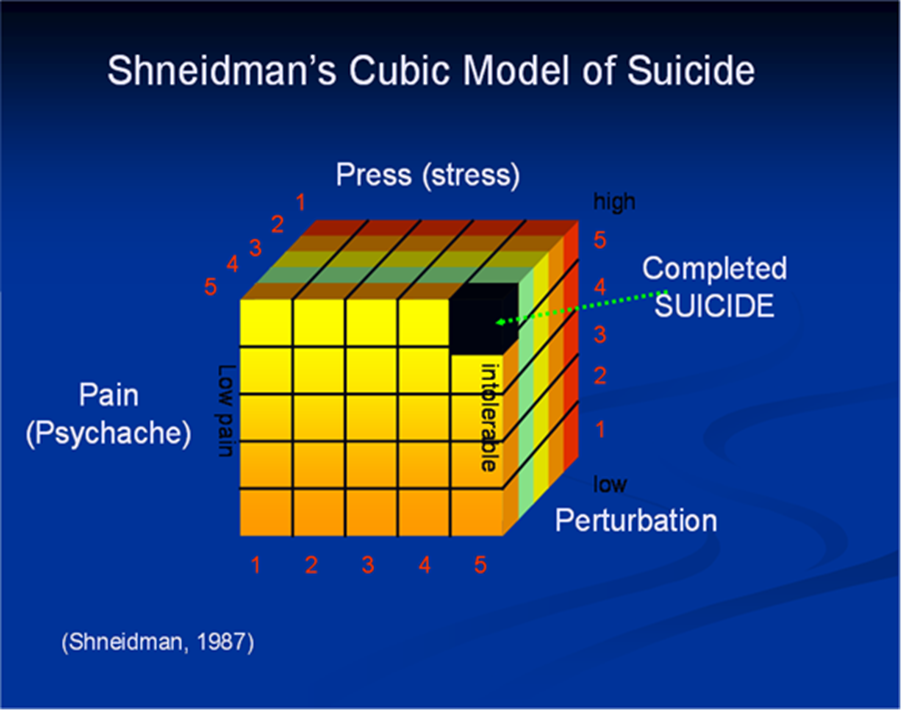 Shneidman's Cubic Model of Suicide
Press (stress)
1
2
3
4
5
high
5
4
3
2
1
low
Completed
SUICIDE
Pain
(Psychache)
Low pain
intolerable
Perturbation
1 2 3 4 5
(Shneidman, 1987)